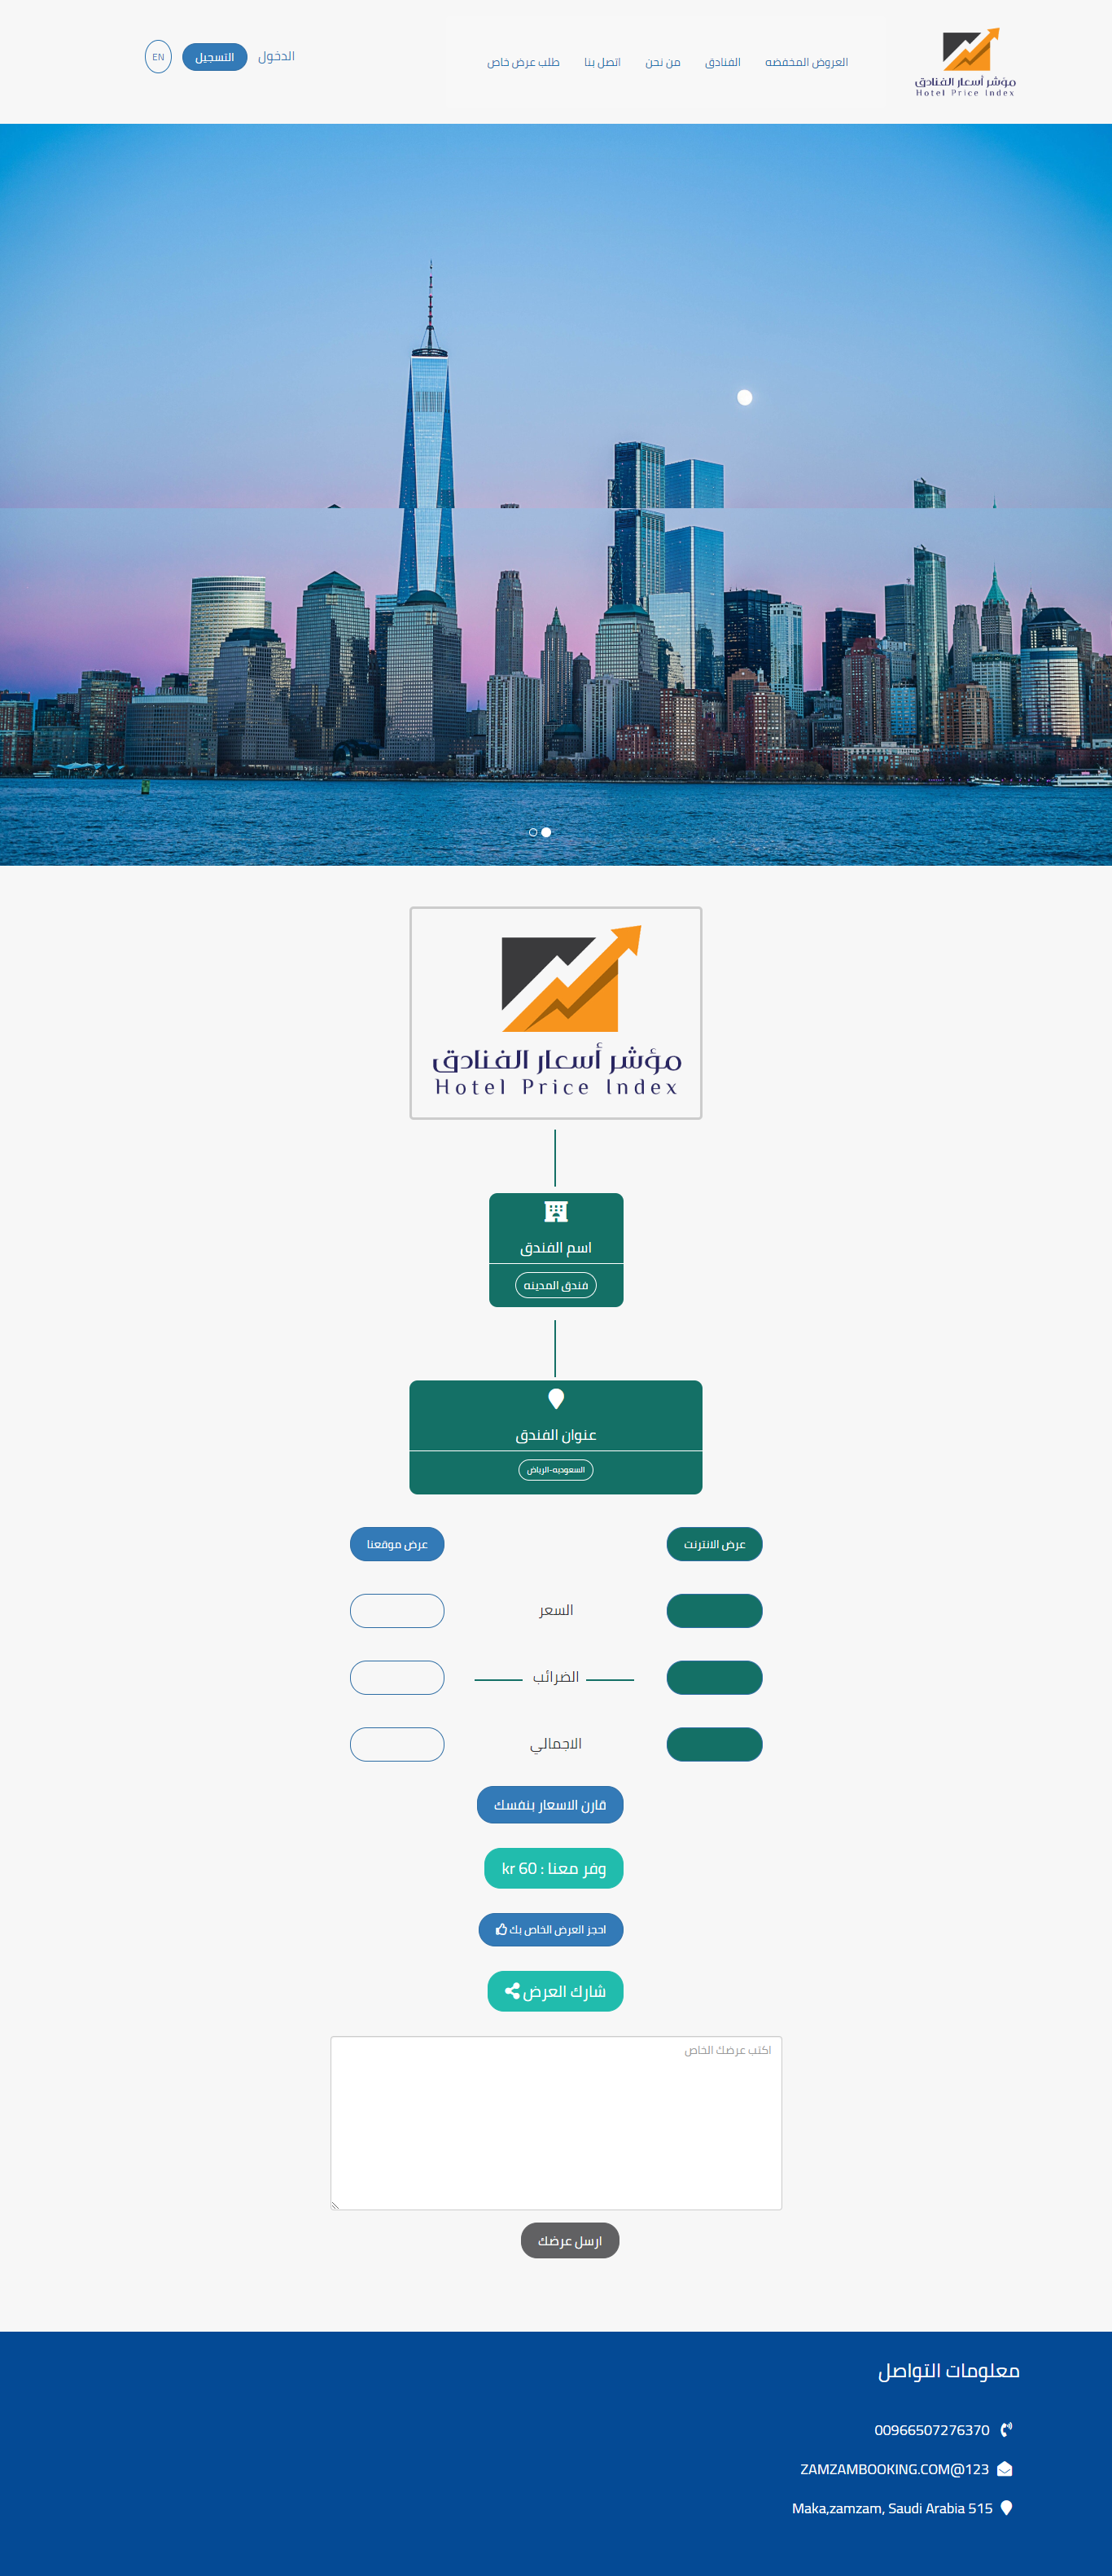 مؤشر أسعار الفنادق
Hotel Price Index
العروض المخفضه
الفنادق
من نحن
اتصل بنا
طلب عرض خاص
الدخول
التسجيل
EN
مؤشر أسعار الفنادق
Hotel Price Index
اسم الفندق
فندق المدينه
عنوان الفندق
السعوديه-الرياض
عرض الانترنت
عرض موقعنا
السعر
الضرائب
الاجمالي
قارن الاسعار بنفسك
وفر معنا : 60 kr
احجز العرض الخاص بك
شارك العرض
اكتب عرضك الخاص
ارسل عرضك
معلومات التواصل
00966507276370
ZAMZAMBOOKING.COM@123
Maka,zamzam, Saudi Arabia 515